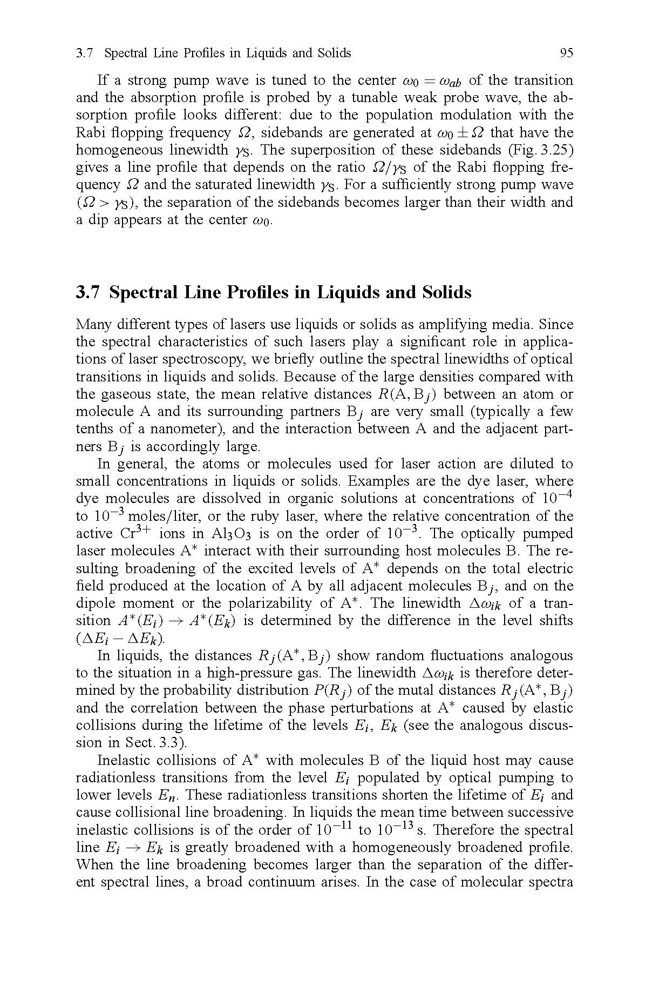 3.7 Spectral Line Profiles in Liquids and Solids 95
If a strong pump wave is tuned to the center ω₀ = ωₐb of the transition
and the absorption profile is probed by a tunable weak probe wave, the ab-
sorption profile looks different: due to the population modulation with the
Rabi flopping frequency Ω, sidebands are generated at ω₀ ± Ω that have the
homogeneous linewidth γS. The superposition of these sidebands (Fig. 3.25)
gives a line profile that depends on the ratio Ω/γS of the Rabi flopping fre-
quency Ω and the saturated linewidth γS. For a sufficiently strong pump wave
(Ω > γS), the separation of the sidebands becomes larger than their width and
a dip appears at the center ω₀.
3.7 Spectral Line Profiles in Liquids and Solids
Many different types of lasers use liquids or solids as amplifying media. Since
the spectral characteristics of such lasers play a significant role in applica-
tions of laser spectroscopy, we briefly outline the spectral linewidths of optical
transitions in liquids and solids. Because of the large densities compared with
the gaseous state, the mean relative distances R(A, Bj) between an atom or
molecule A and its surrounding partners Bj are very small (typically a few
tenths of a nanometer), and the interaction between A and the adjacent part-
ners Bj is accordingly large.
In general, the atoms or molecules used for laser action are diluted to
small concentrations in liquids or solids. Examples are the dye laser, where
dye molecules are dissolved in organic solutions at concentrations of 10⁻⁴
to 10⁻³ moles/liter, or the ruby laser, where the relative concentration of the
active Cr³⁺ ions in Al₃O₃ is on the order of 10⁻³. The optically pumped
laser molecules A* interact with their surrounding host molecules B. The re-
sulting broadening of the excited levels of A* depends on the total electric
field produced at the location of A by all adjacent molecules Bj, and on the
dipole moment or the polarizability of A*. The linewidth Δωik of a tran-
sition A*(Ei) → A*(Ek) is determined by the difference in the level shifts
(ΔEi − ΔEk).
In liquids, the distances Rj(A*, Bj) show random fluctuations analogous
to the situation in a high-pressure gas. The linewidth Δωik is therefore deter-
mined by the probability distribution P(Rj) of the mutal distances Rj(A*, Bj)
and the correlation between the phase perturbations at A* caused by elastic
collisions during the lifetime of the levels Ei, Ek (see the analogous discus-
sion in Sect. 3.3).
Inelastic collisions of A* with molecules B of the liquid host may cause
radiationless transitions from the level Ei populated by optical pumping to
lower levels En. These radiationless transitions shorten the lifetime of Ei and
cause collisional line broadening. In liquids the mean time between successive
inelastic collisions is of the order of 10⁻¹¹ to 10⁻¹³ s. Therefore the spectral
line Ei → Ek is greatly broadened with a homogeneously broadened profile.
When the line broadening becomes larger than the separation of the differ-
ent spectral lines, a broad continuum arises. In the case of molecular spectra